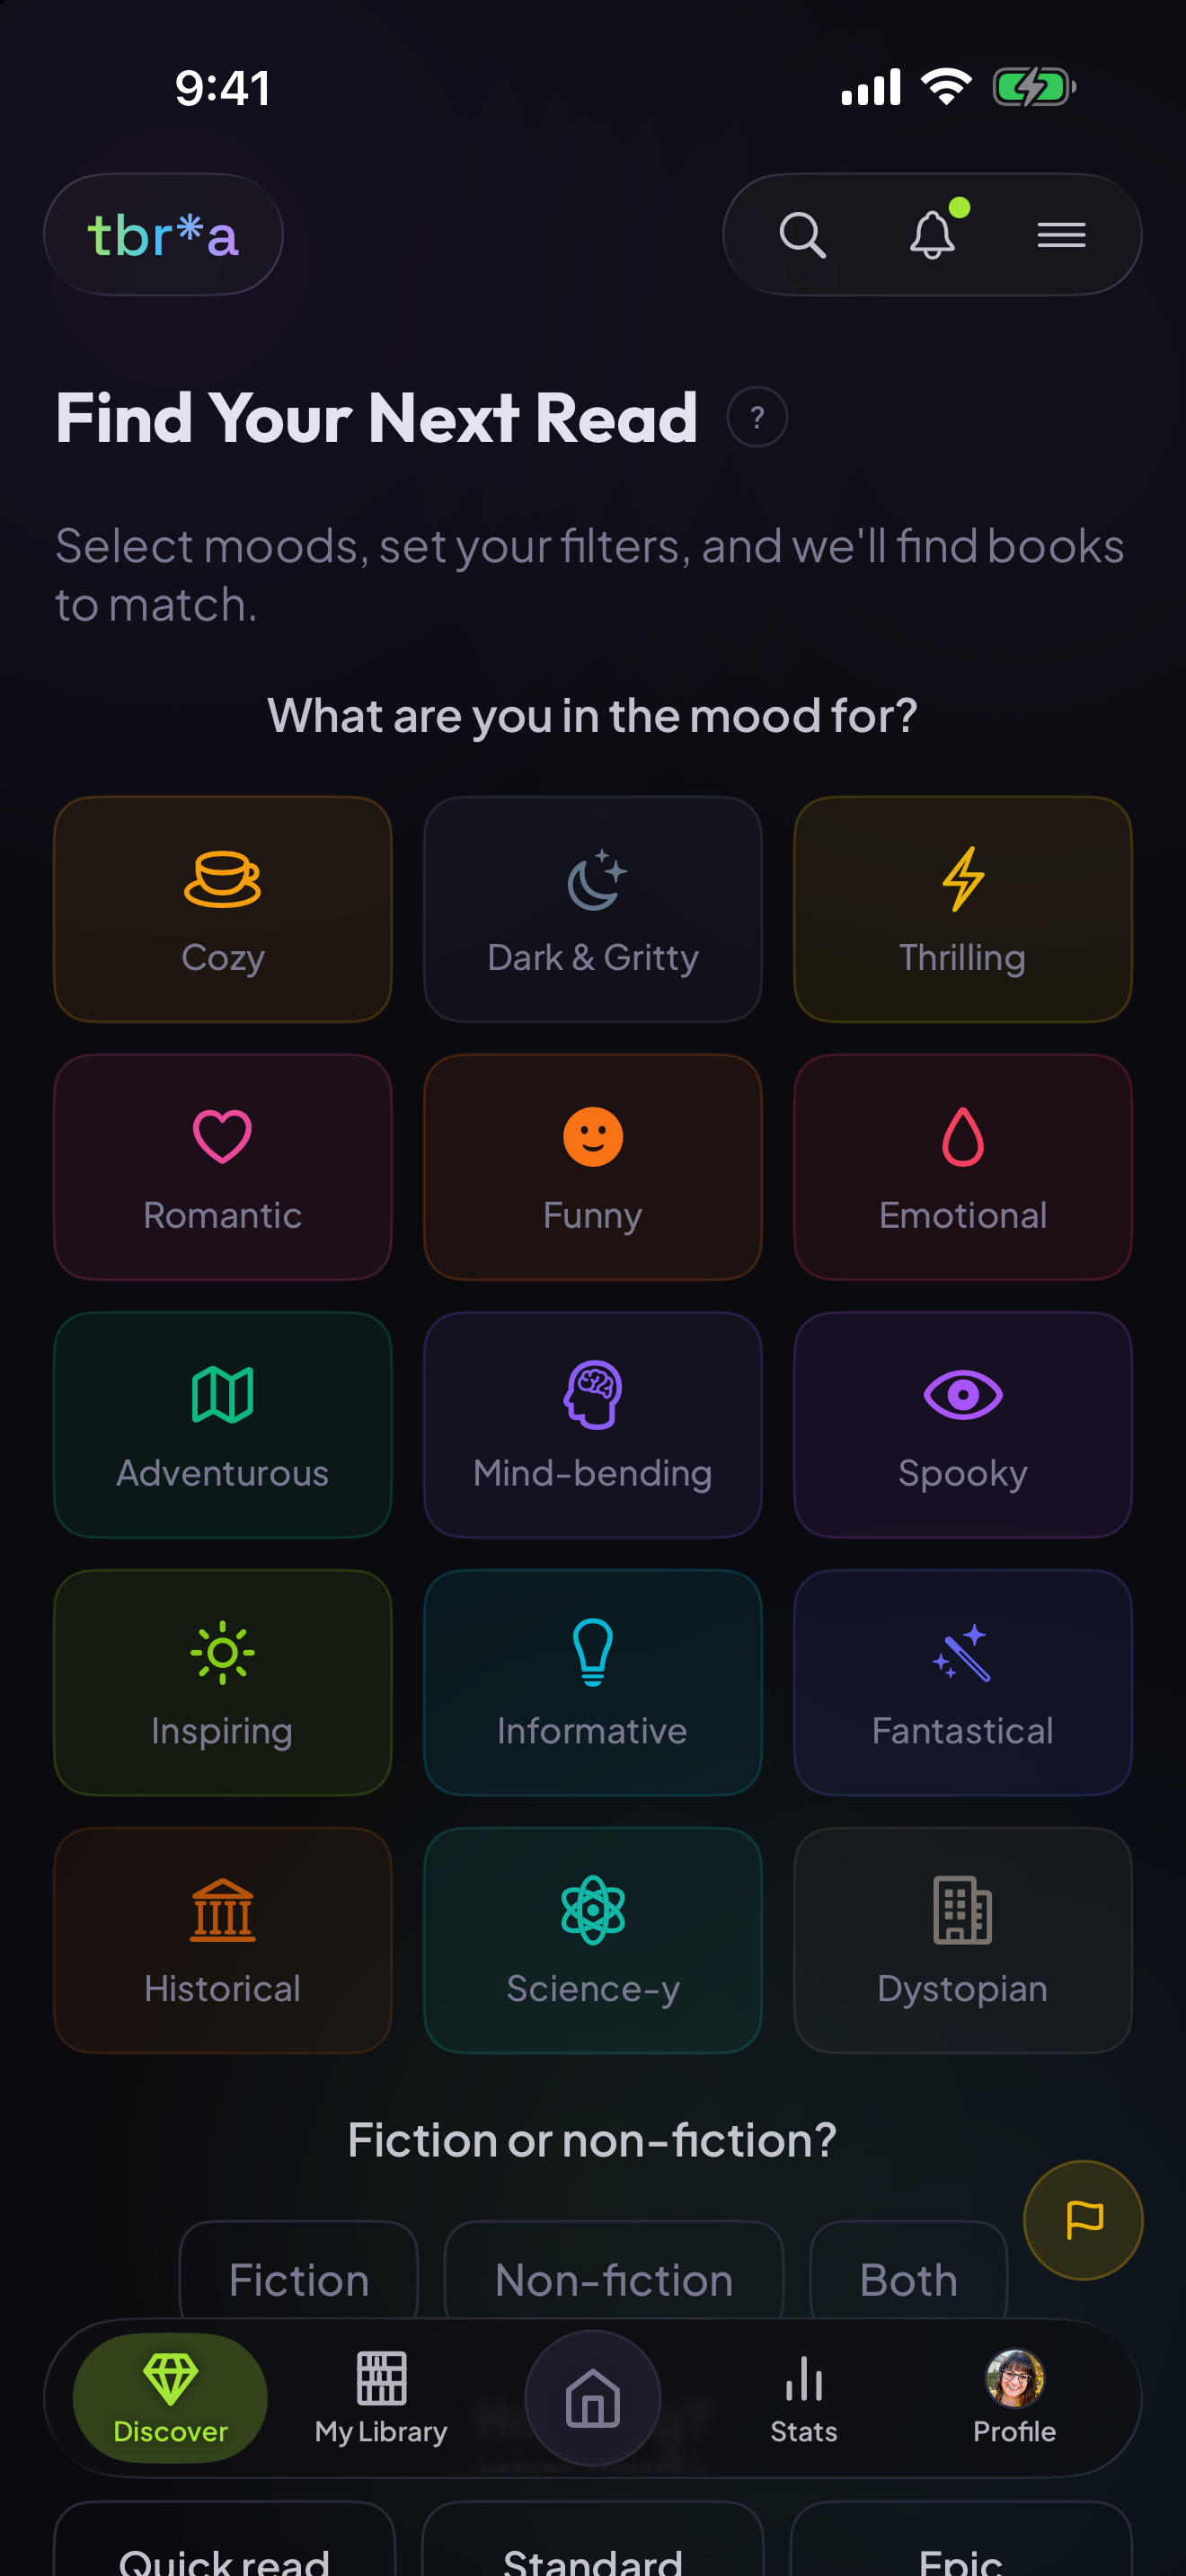 9:41
tbr*a
Find Your Next Read ?
Select moods, set your filters, and we'll find books
to match.
What are you in the mood for?
Cozy
Dark & Gritty
Thrilling
Romantic
Funny
Emotional
Adventurous
Mind-bending
Spooky
Inspiring
Informative
Fantastical
Historical
Science-y
Dystopian
Fiction or non-fiction?
Fiction
Non-fiction
Both
Discover
My Library
Stats
Profile
Quick read
Standard
Epic